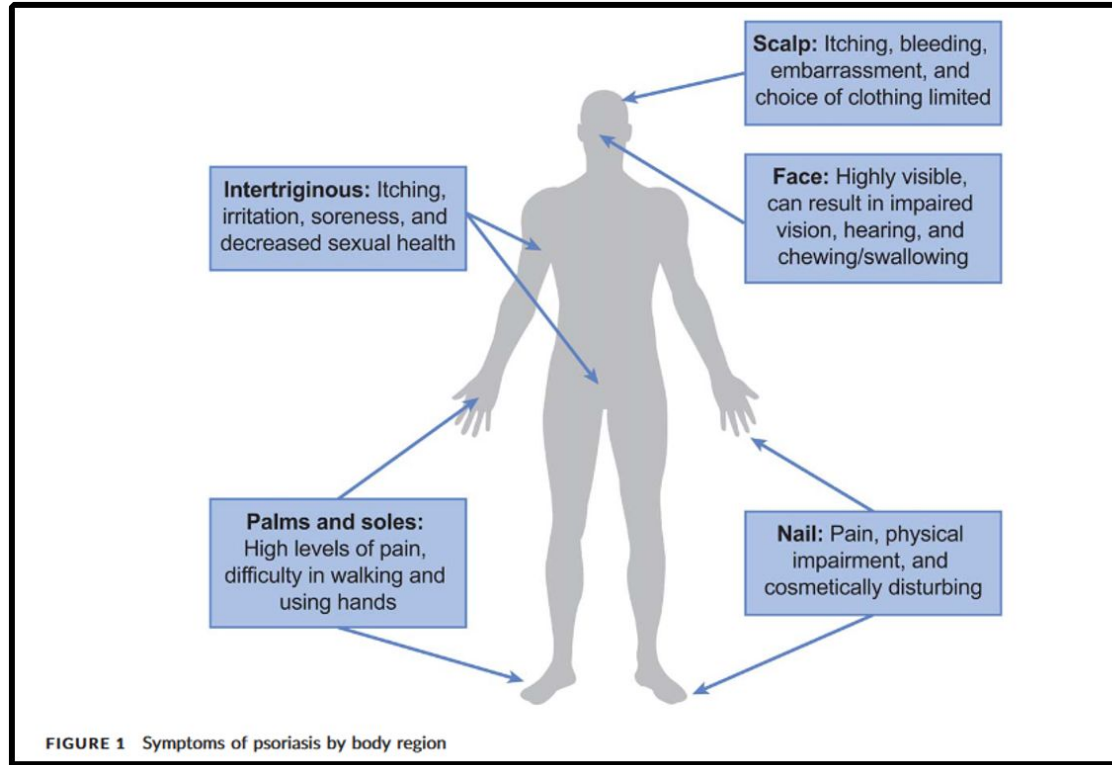 Scalp: Itching, bleeding,
embarrassment, and
choice of clothing limited
Intertriginous: Itching,
irritation, soreness, and
decreased sexual health
Face: Highly visible,
can result in impaired
vision, hearing, and
chewing/swallowing
Palms and soles:
High levels of pain,
difficulty in walking and
using hands
Nail: Pain, physical
impairment, and
cosmetically disturbing
FIGURE 1 Symptoms of psoriasis by body region